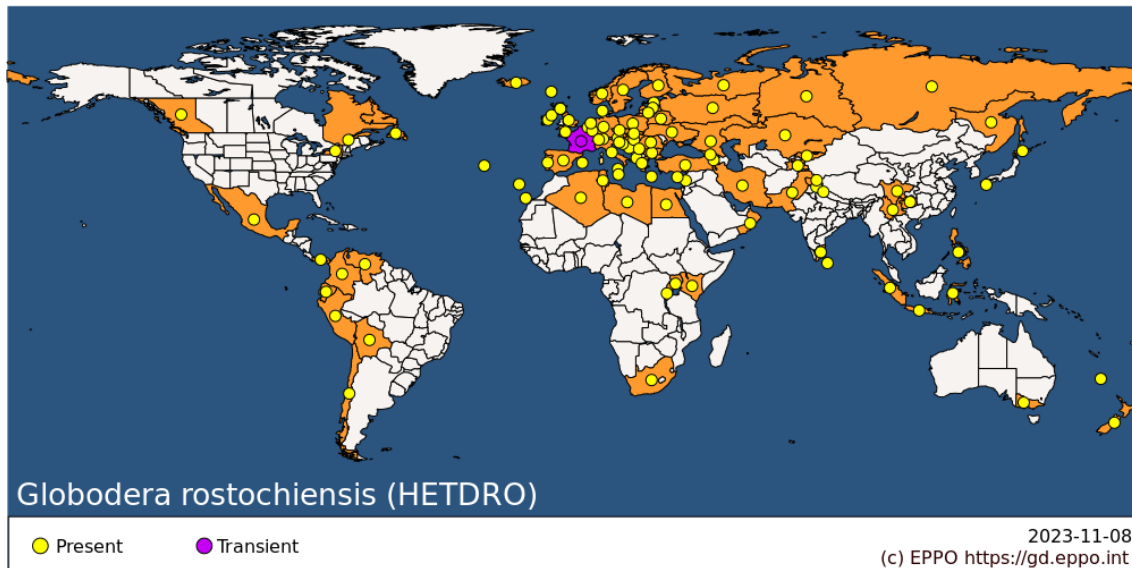 Globodera rostochiensis (HETDRO)
Present
Transient
2023-11-08
(c) EPPO https://gd.eppo.int